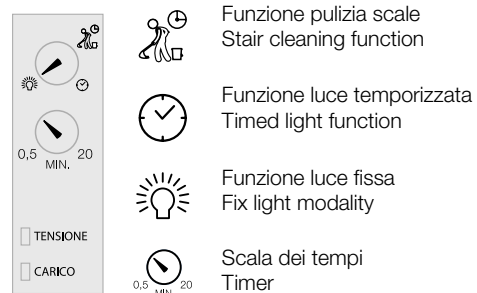 0,5 MIN. 20
TENSIONE
CARICO
Funzione pulizia scale
Stair cleaning function
Funzione luce temporizzata
Timed light function
Funzione luce fissa
Fix light modality
0,5 MIN. 20
Scala dei tempi
Timer